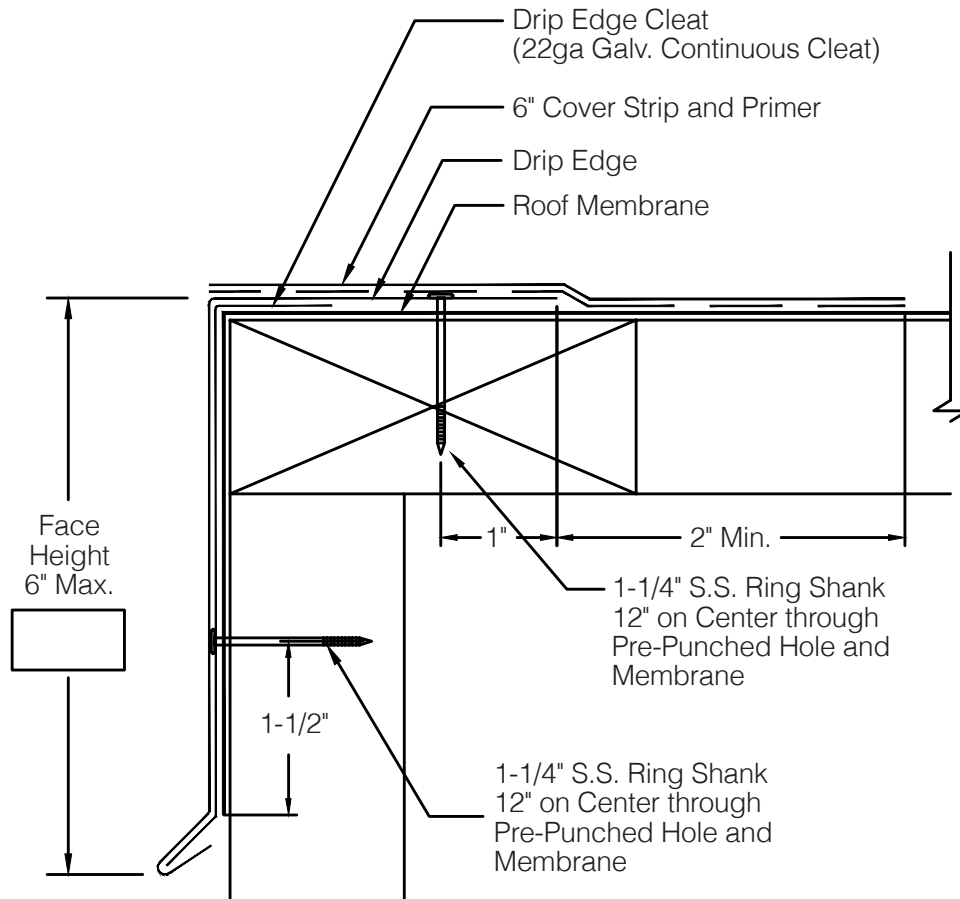 Drip Edge Cleat
(22ga Galv. Continuous Cleat)
6" Cover Strip and Primer
Drip Edge
Roof Membrane
Face
Height
6" Max.
1"
2" Min.
1-1/4" S.S. Ring Shank
12" on Center through
Pre-Punched Hole and
Membrane
1-1/2"
1-1/4" S.S. Ring Shank
12" on Center through
Pre-Punched Hole and
Membrane